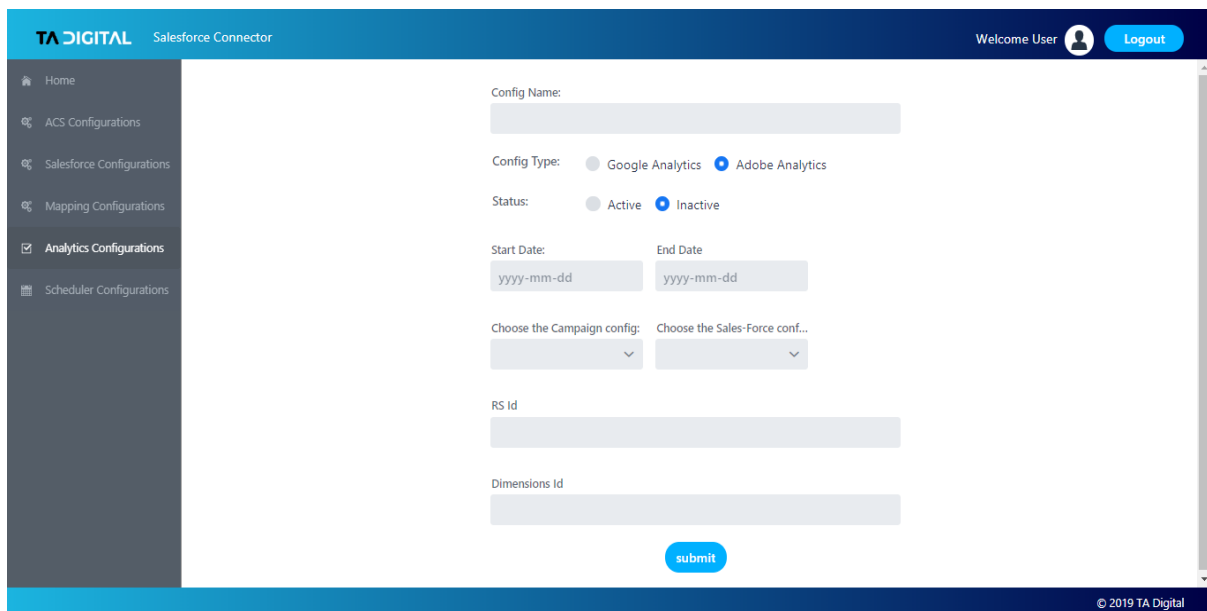 TA DIGITAL Salesforce Connector Welcome User Logout
Home
ACS Configurations
Salesforce Configurations
Mapping Configurations
Analytics Configurations
Scheduler Configurations
Config Name:
Config Type: Google Analytics Adobe Analytics
Status: Active Inactive
Start Date: End Date
yyyy-mm-dd yyyy-mm-dd
Choose the Campaign config: Choose the Sales-Force conf...
RS Id
Dimensions Id
submit
© 2019 TA Digital